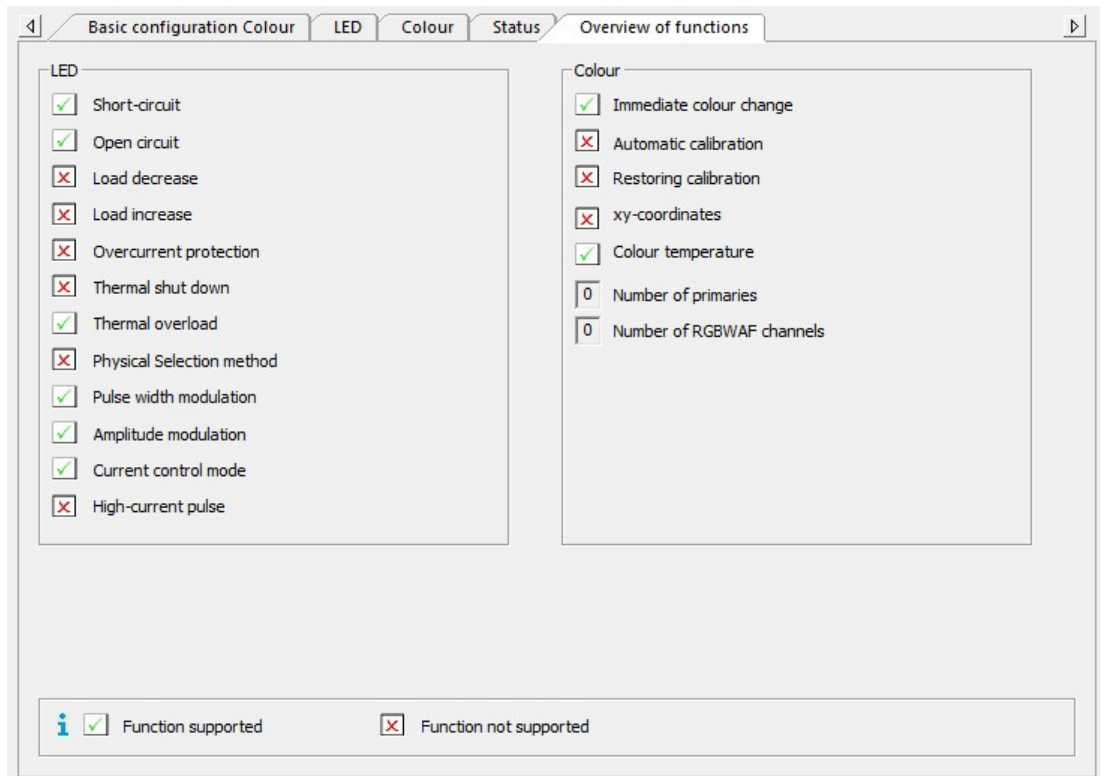 Basic configuration Colour LED Colour Status Overview of functions
LED
Short-circuit
Open circuit
Load decrease
Load increase
Overcurrent protection
Thermal shut down
Thermal overload
Physical Selection method
Pulse width modulation
Amplitude modulation
Current control mode
High-current pulse
Colour
Immediate colour change
Automatic calibration
Restoring calibration
xy-coordinates
Colour temperature
0 Number of primaries
0 Number of RGBWAF channels
i Function supported Function not supported